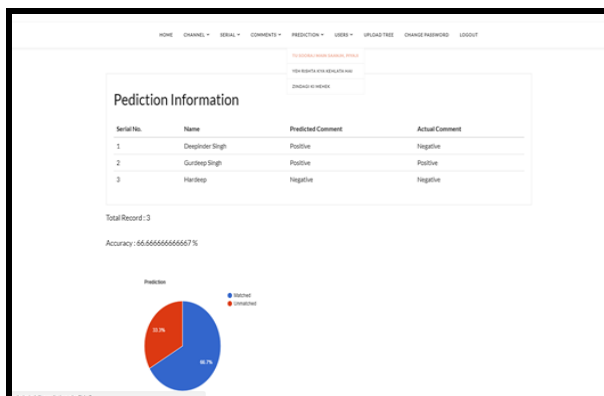 HOME CHANNEL SERIAL COMMENTS PREDICTION USERS UPLOAD TREE CHANGE PASSWORD LOGOUT
YEH RISHTA KYA KEHLATA HAI
ZINDAGI KI MEHEK
Pediction Information
Serial No. Name Predicted Comment Actual Comment
1 Deepinder Singh Positive Negative
2 Gurdeep Singh Positive Positive
3 Hardeep Negative Negative
Total Record : 3
Accuracy : 66.666666666667 %
Prediction
Matched
Unmatched
33.3%
66.7%